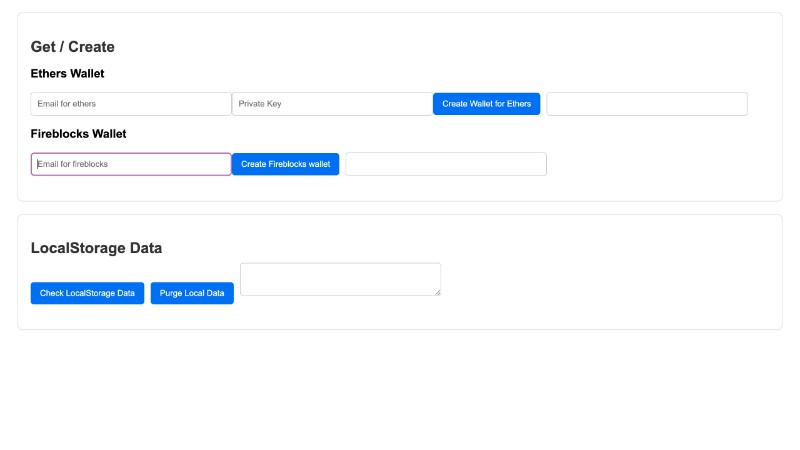 Get / Create
Ethers Wallet
Email for ethers Private Key Create Wallet for Ethers
Fireblocks Wallet
Email for fireblocks Create Fireblocks wallet
LocalStorage Data
Check LocalStorage Data Purge Local Data